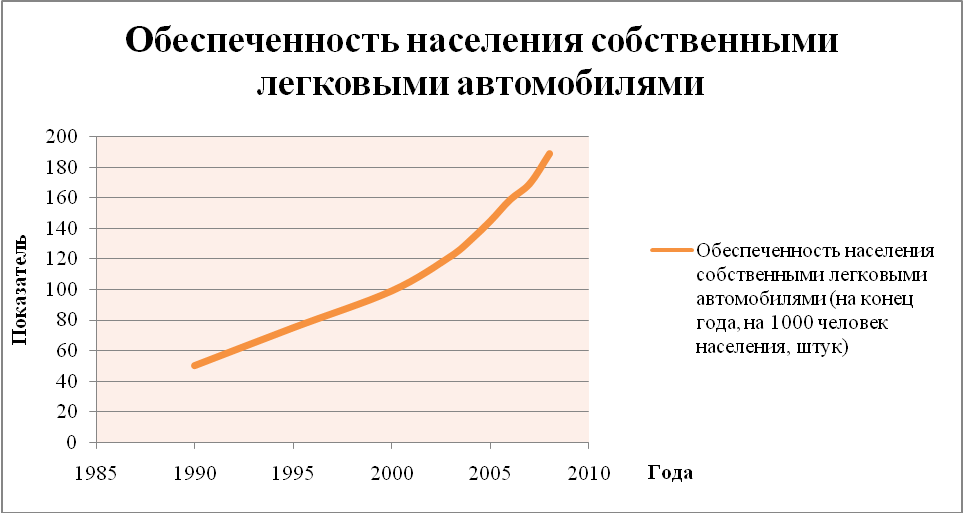 Обеспеченность населения собственными
легковыми автомобилями
Показатель
200
180
160
140
120
100
80
60
40
20
0
1985 1990 1995 2000 2005 2010
Года
Обеспеченность населения
собственными легковыми
автомобилями (на конец
года, на 1000 человек
населения, штук)